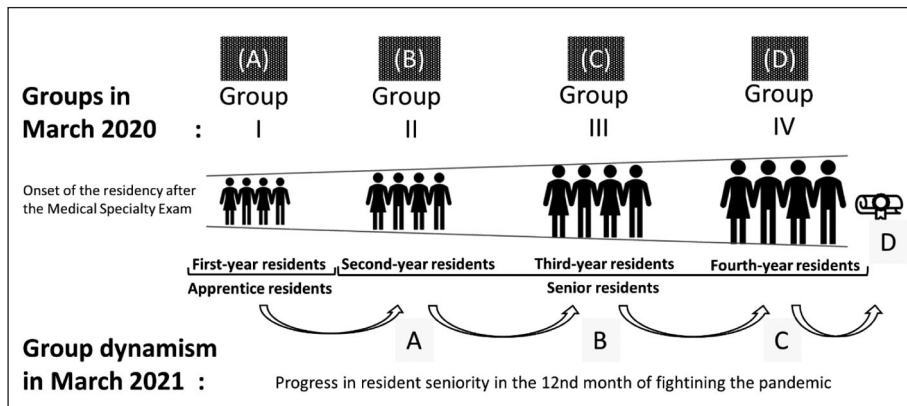 (A) (B) (C) (D)
Groups in Group Group Group Group
March 2020 : I II III IV
Onset of the residency after
the Medical Specialty Exam
D
First-year residents Second-year residents Third-year residents Fourth-year residents
Apprentice residents Senior residents
A B C
Group dynamism
in March 2021 : Progress in resident seniority in the 12nd month of fightining the pandemic